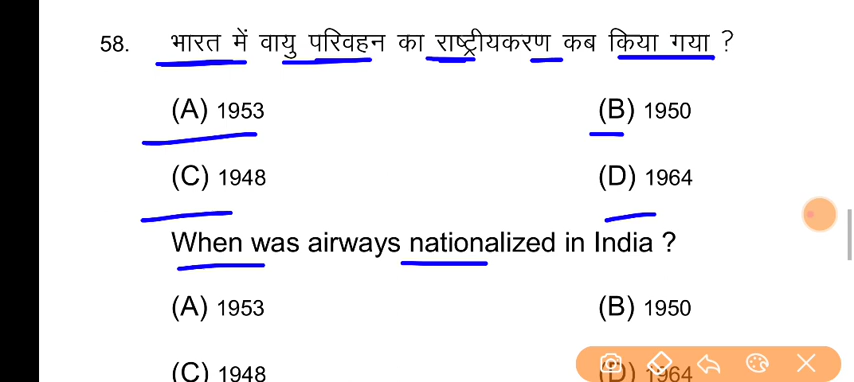 58. भारत में वायु परिवहन का राष्ट्रीयकरण कब किया गया ?
(A) 1953 (B) 1950
(C) 1948 (D) 1964
When was airways nationalized in India ?
(A) 1953 (B) 1950
(C) 1948 (D) 1964